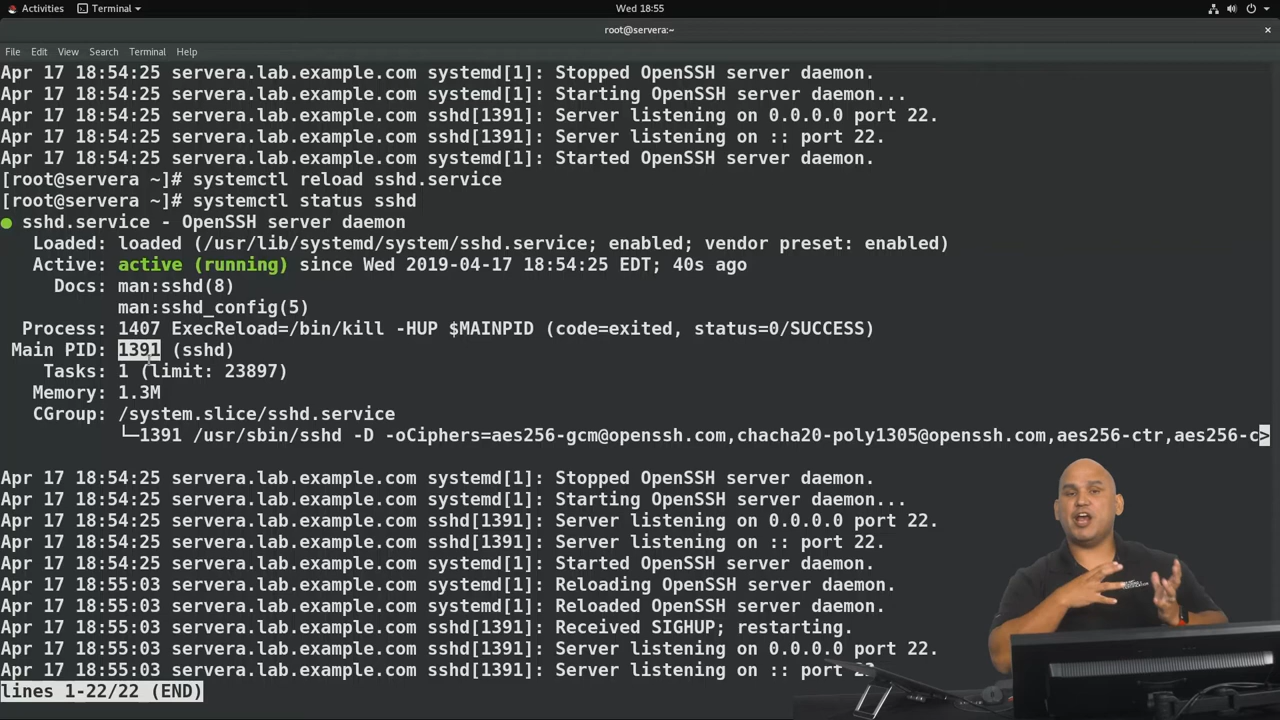 Activities
Terminal
Wed 18:55
root@servera:~
File Edit View Search Terminal Help
Apr 17 18:54:25 servera.lab.example.com systemd[1]: Stopped OpenSSH server daemon.
Apr 17 18:54:25 servera.lab.example.com systemd[1]: Starting OpenSSH server daemon...
Apr 17 18:54:25 servera.lab.example.com sshd[1391]: Server listening on 0.0.0.0 port 22.
Apr 17 18:54:25 servera.lab.example.com sshd[1391]: Server listening on :: port 22.
Apr 17 18:54:25 servera.lab.example.com systemd[1]: Started OpenSSH server daemon.
[root@servera ~]# systemctl reload sshd.service
[root@servera ~]# systemctl status sshd
● sshd.service - OpenSSH server daemon
Loaded: loaded (/usr/lib/systemd/system/sshd.service; enabled; vendor preset: enabled)
Active: active (running) since Wed 2019-04-17 18:54:25 EDT; 40s ago
Docs: man:sshd(8)
man:sshd_config(5)
Process: 1407 ExecReload=/bin/kill -HUP $MAINPID (code=exited, status=0/SUCCESS)
Main PID: 1391 (sshd)
Tasks: 1 (limit: 23897)
Memory: 1.3M
CGroup: /system.slice/sshd.service
└─1391 /usr/sbin/sshd -D -oCiphers=aes256-gcm@openssh.com,chacha20-poly1305@openssh.com,aes256-ctr,aes256-c>
Apr 17 18:54:25 servera.lab.example.com systemd[1]: Stopped OpenSSH server daemon.
Apr 17 18:54:25 servera.lab.example.com systemd[1]: Starting OpenSSH server daemon...
Apr 17 18:54:25 servera.lab.example.com sshd[1391]: Server listening on 0.0.0.0 port 22.
Apr 17 18:54:25 servera.lab.example.com sshd[1391]: Server listening on :: port 22.
Apr 17 18:54:25 servera.lab.example.com systemd[1]: Started OpenSSH server daemon.
Apr 17 18:55:03 servera.lab.example.com systemd[1]: Reloading OpenSSH server daemon.
Apr 17 18:55:03 servera.lab.example.com systemd[1]: Reloaded OpenSSH server daemon.
Apr 17 18:55:03 servera.lab.example.com sshd[1391]: Received SIGHUP; restarting.
Apr 17 18:55:03 servera.lab.example.com sshd[1391]: Server listening on 0.0.0.0 port 22.
Apr 17 18:55:03 servera.lab.example.com sshd[1391]: Server listening on :: port
lines 1-22/22 (END)